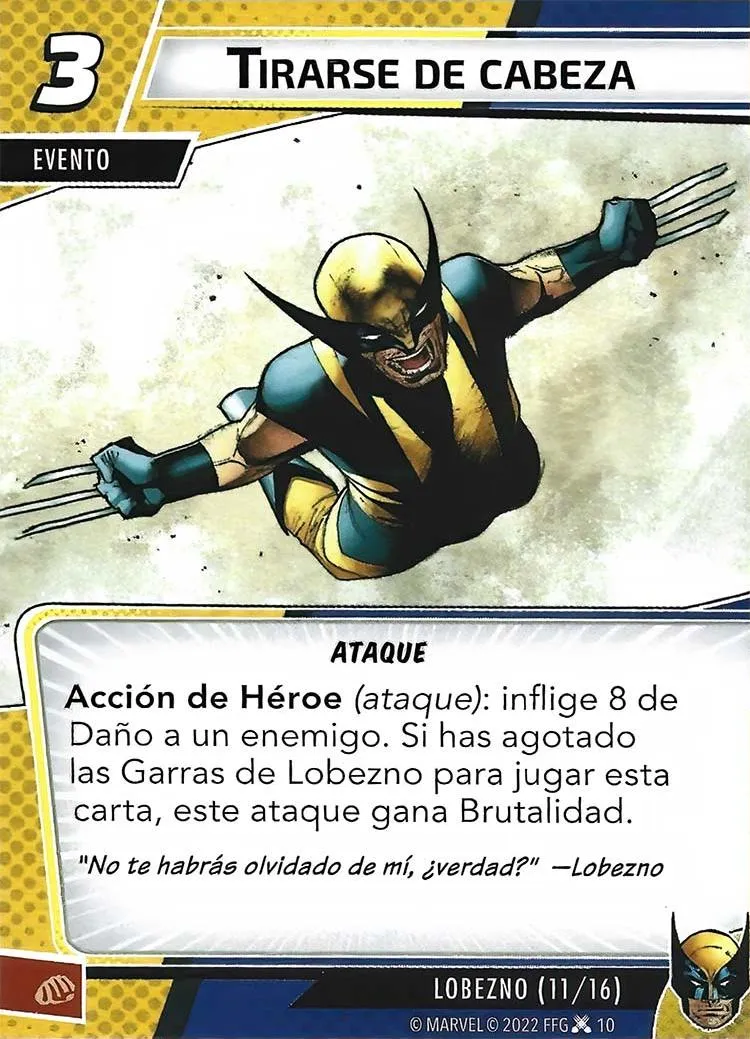 3
TIRARSE DE CABEZA
EVENTO
ATAQUE
Acción de Héroe (ataque): inflige 8 de
Daño a un enemigo. Si has agotado
las Garras de Lobezno para jugar esta
carta, este ataque gana Brutalidad.
"No te habrás olvidado de mí, ¿verdad?" —Lobezno
LOBEZNO (11/16)
© MARVEL © 2022 FFG 10